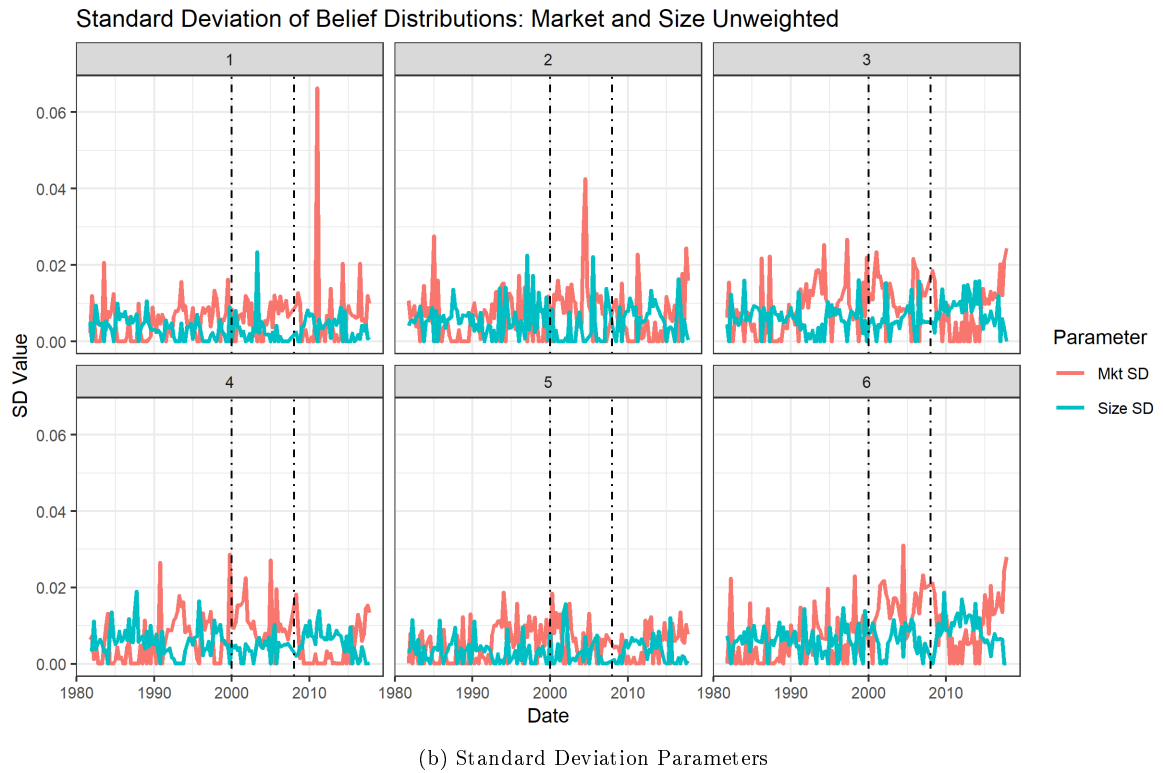 Standard Deviation of Belief Distributions: Market and Size Unweighted
1 2 3
0.06
0.04
0.02
0.00
4 5 6
0.06
0.04
0.02
0.00
1980 1990 2000 2010 1980 1990 2000 2010 1980 1990 2000 2010
SD Value
Date
Parameter
Mkt SD
Size SD
(b) Standard Deviation Parameters